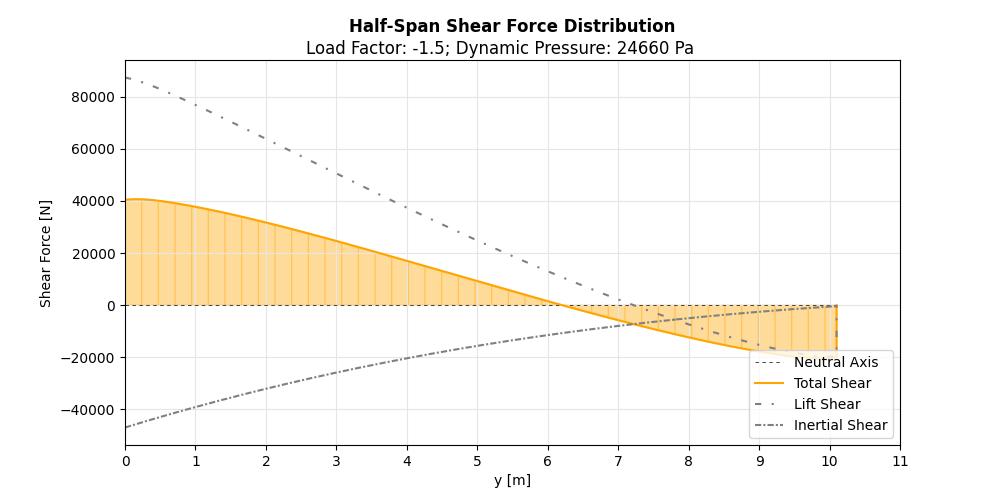 Half-Span Shear Force Distribution
Load Factor: -1.5; Dynamic Pressure: 24660 Pa
Shear Force [N]
80000
60000
40000
20000
0
−20000
−40000
Neutral Axis
Total Shear
Lift Shear
Inertial Shear
0 1 2 3 4 5 6 7 8 9 10 11
y [m]